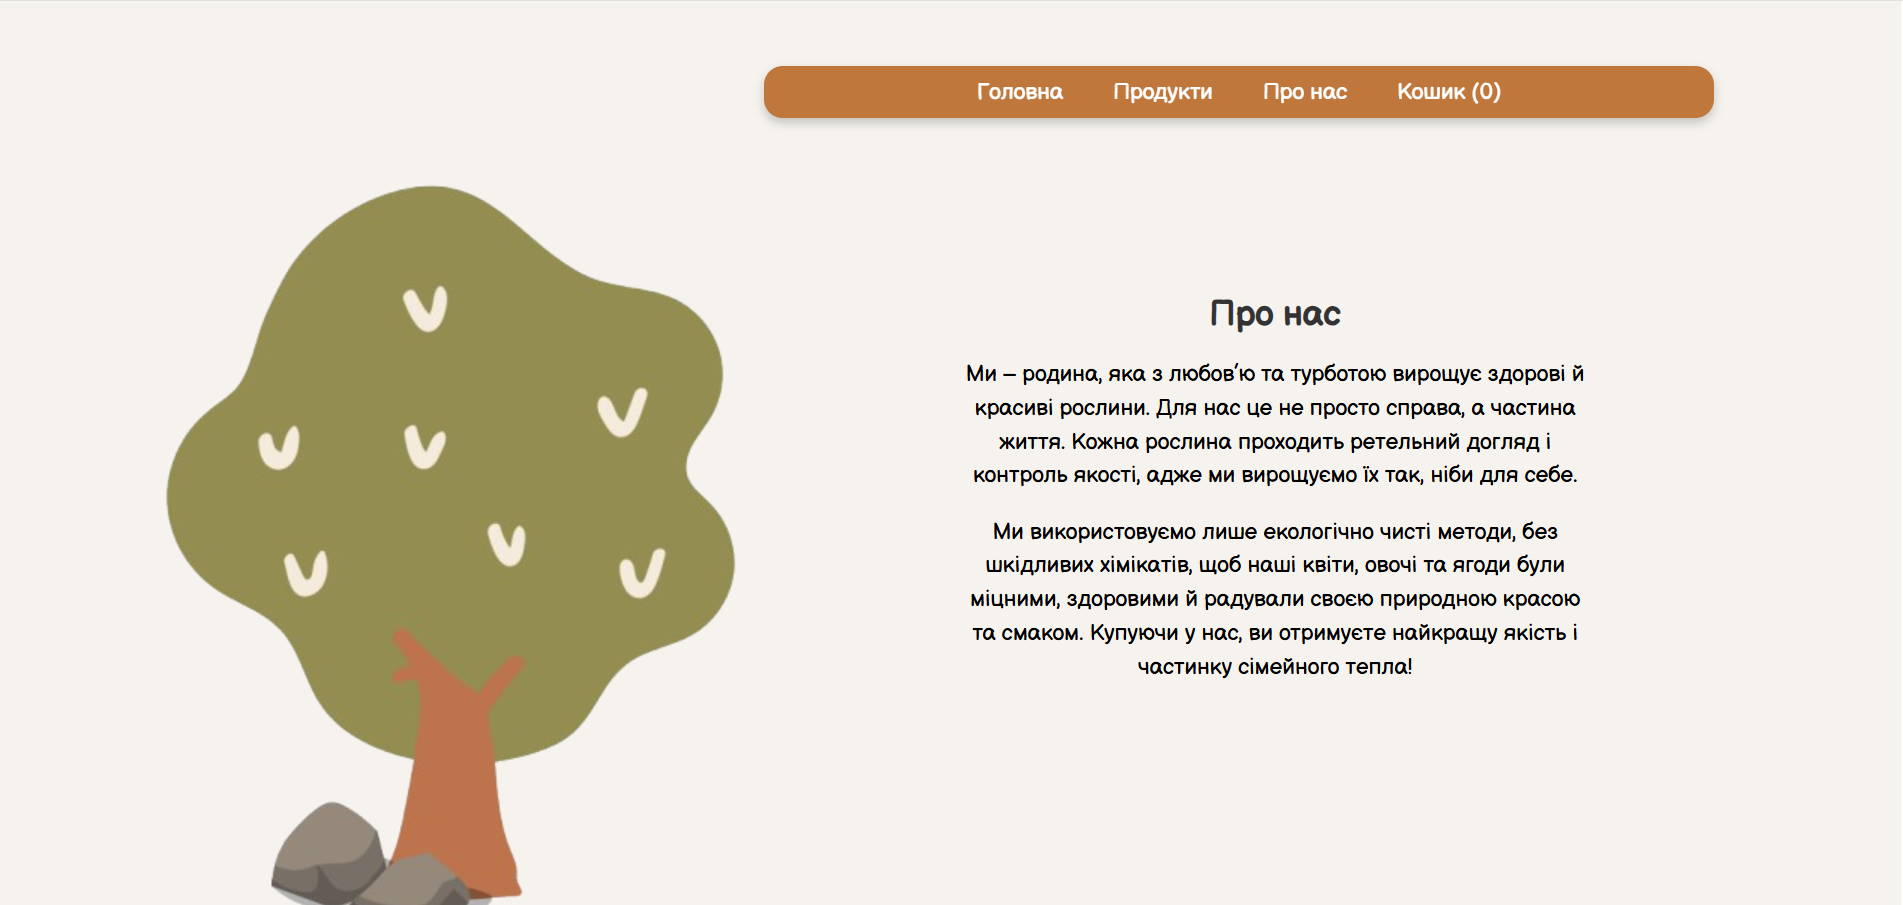 Головна Продукти Про нас Кошик (0)
Про нас
Ми – родина, яка з любов’ю та турботою вирощує здорові й
красиві рослини. Для нас це не просто справа, а частина
життя. Кожна рослина проходить ретельний догляд і
контроль якості, адже ми вирощуємо їх так, ніби для себе.
Ми використовуємо лише екологічно чисті методи, без
шкідливих хімікатів, щоб наші квіти, овочі та ягоди були
міцними, здоровими й радували своєю природною красою
та смаком. Купуючи у нас, ви отримуєте найкращу якість і
частинку сімейного тепла!